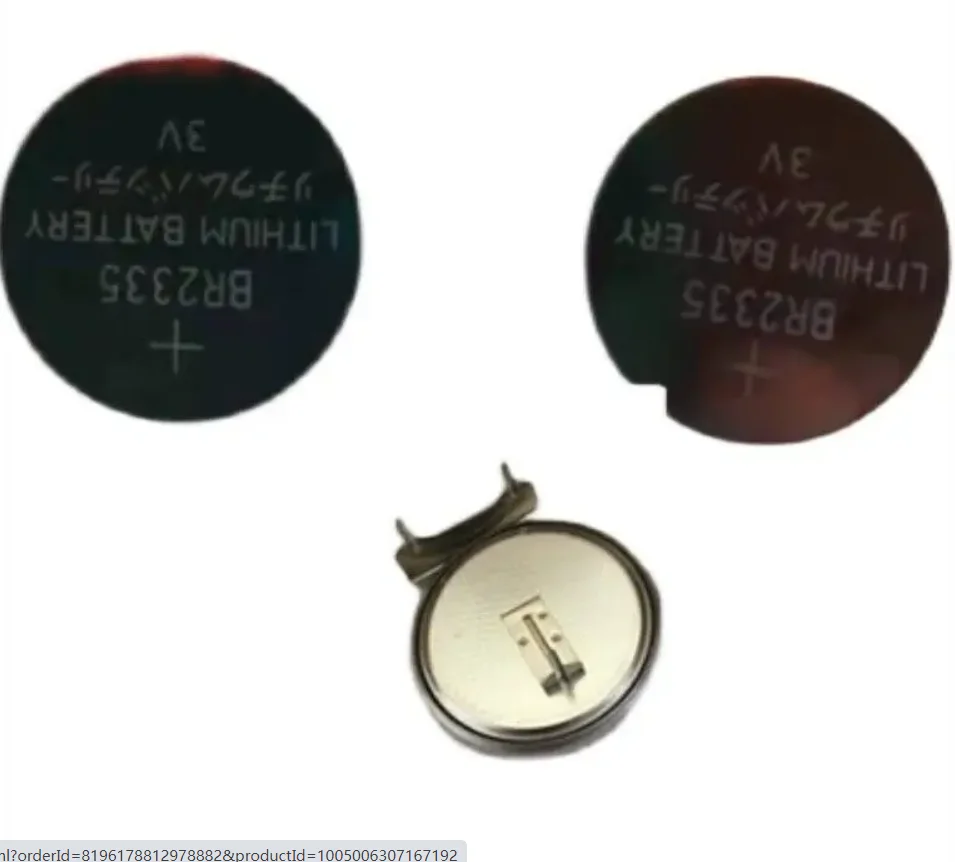 +
BR2335
LITHIUM BATTERY
リチウムバッテリー
3V
+
BR2335
LITHIUM BATTERY
リチウムバッテリー
3V
nl?orderId=8196178812978882&productId=1005006307167192